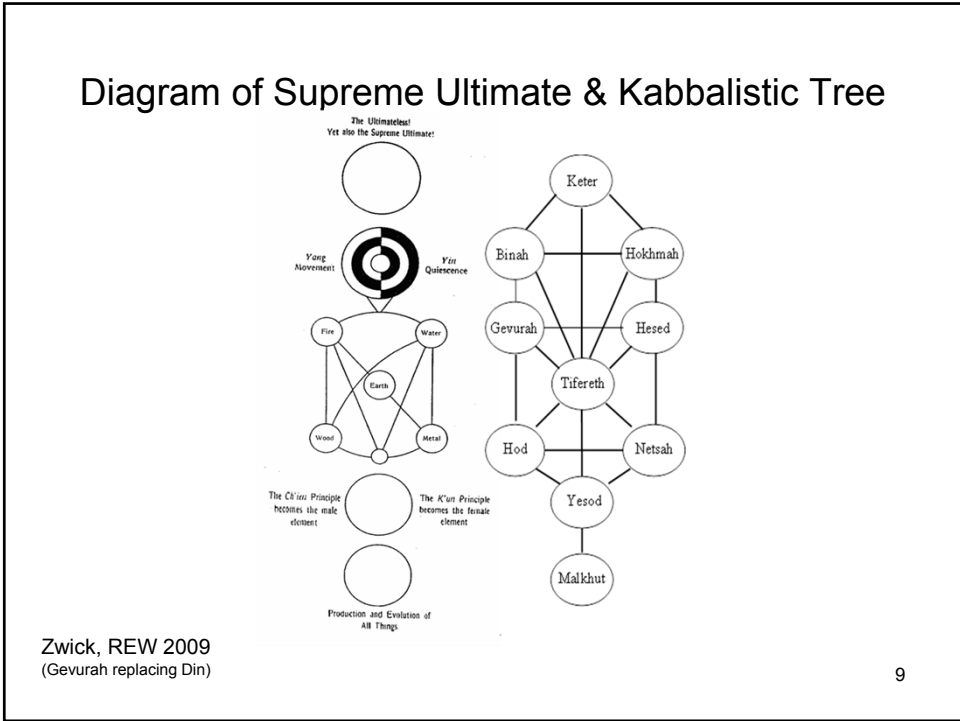 Diagram of Supreme Ultimate & Kabbalistic Tree
The Ultimateless!
Yet also the Supreme Ultimate!
Yang
Movement
Yin
Quiescence
Fire
Water
Earth
Wood
Metal
The Ch'ien Principle
becomes the male
element
The K'un Principle
becomes the female
element
Production and Evolution of
All Things
Keter
Binah
Hokhmah
Gevurah
Hesed
Tifereth
Hod
Netsah
Yesod
Malkhut
Zwick, REW 2009
(Gevurah replacing Din)
9